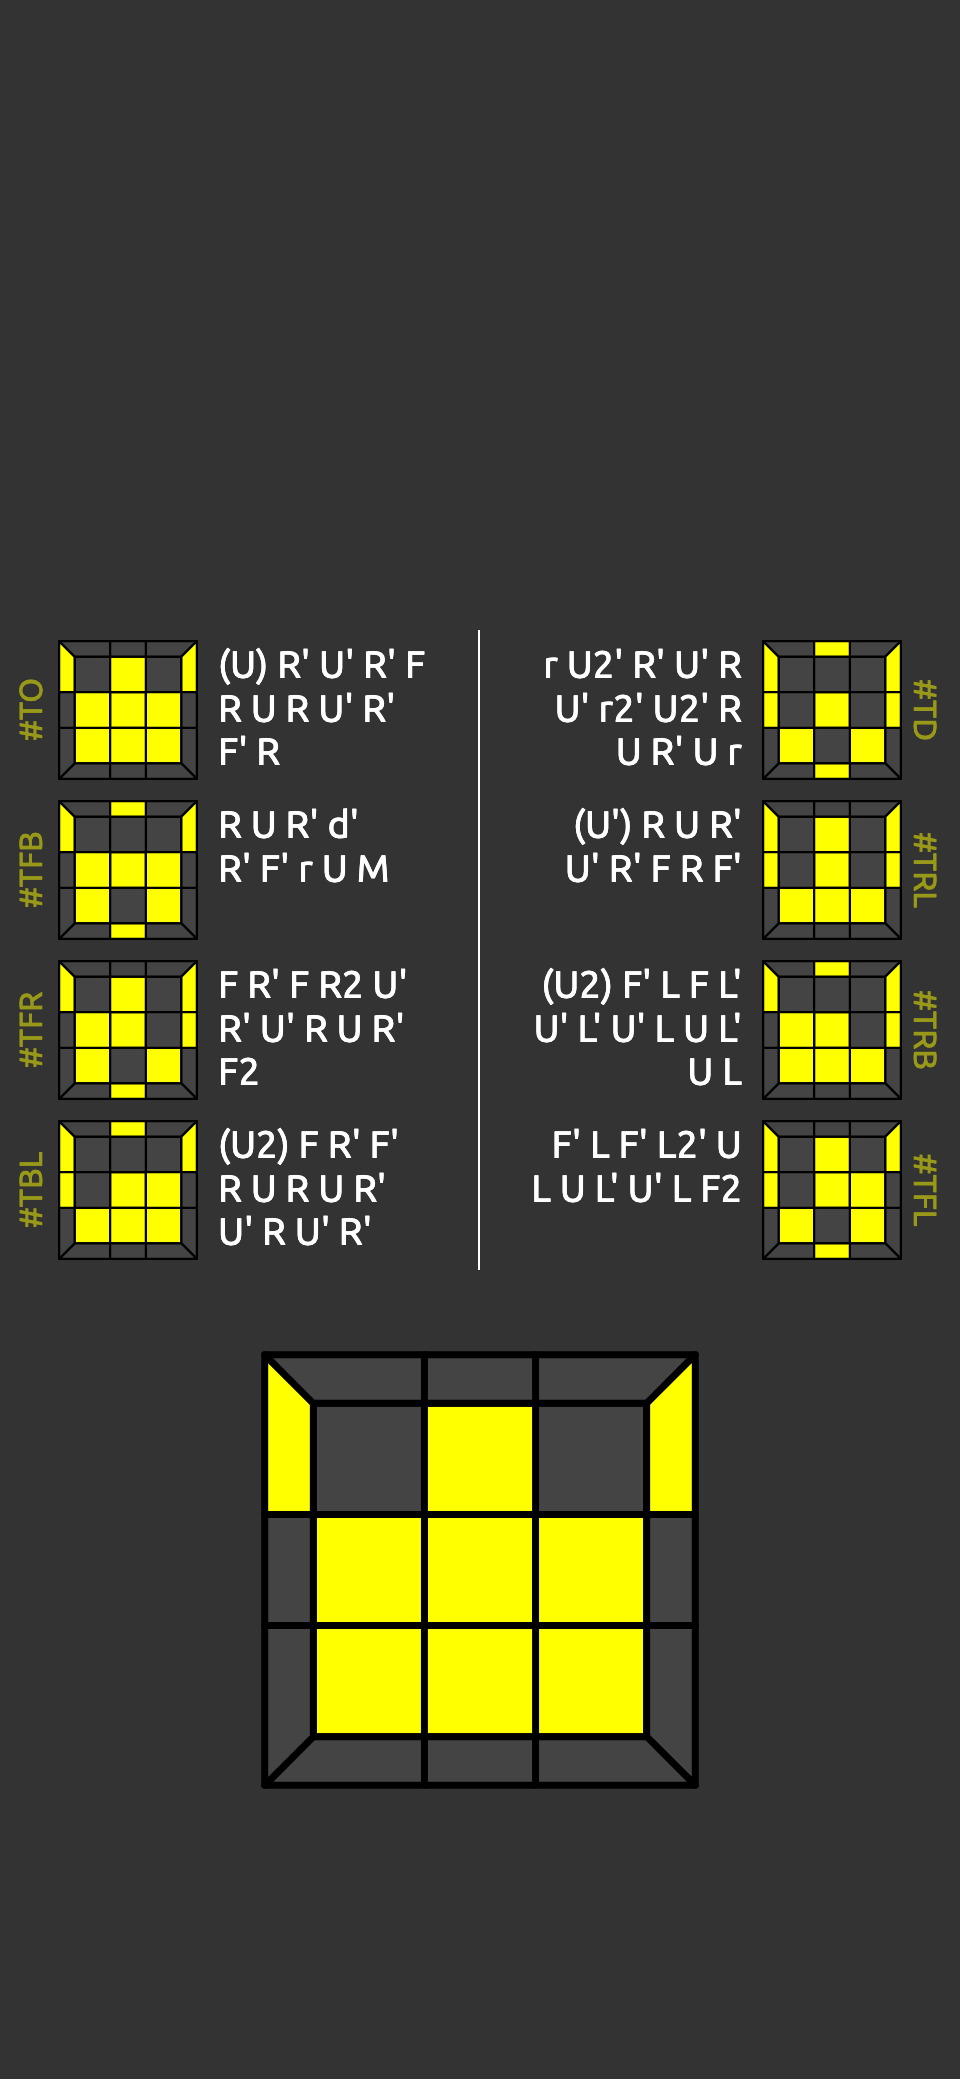 #TO
(U) R' U' R' F
R U R U' R'
F' R
#TD
r U2' R' U' R
U' r2' U2' R
U R' U r
#TFB
R U R' d'
R' F' r U M
#TRL
(U') R U R'
U' R' F R F'
#TFR
F R' F R2 U'
R' U' R U R'
F2
#TRB
(U2) F' L F L'
U' L' U' L U L'
U L
#TBL
(U2) F R' F'
R U R U R'
U' R U' R'
#TFL
F' L F' L2' U
L U L' U' L F2